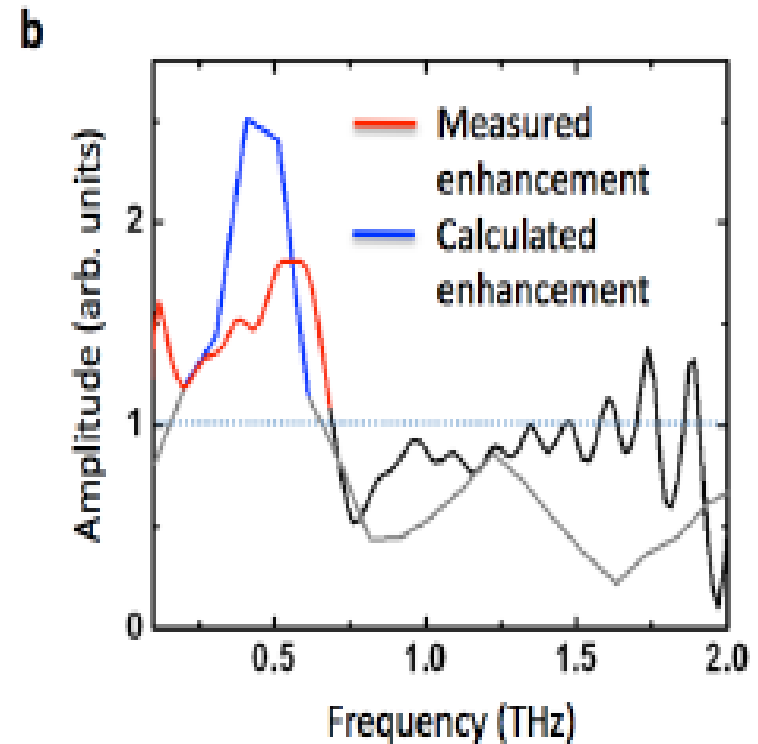 b
Measured
enhancement
Calculated
enhancement
Amplitude (arb. units)
2
1
0
0.5 1.0 1.5 2.0
Frequency (THz)